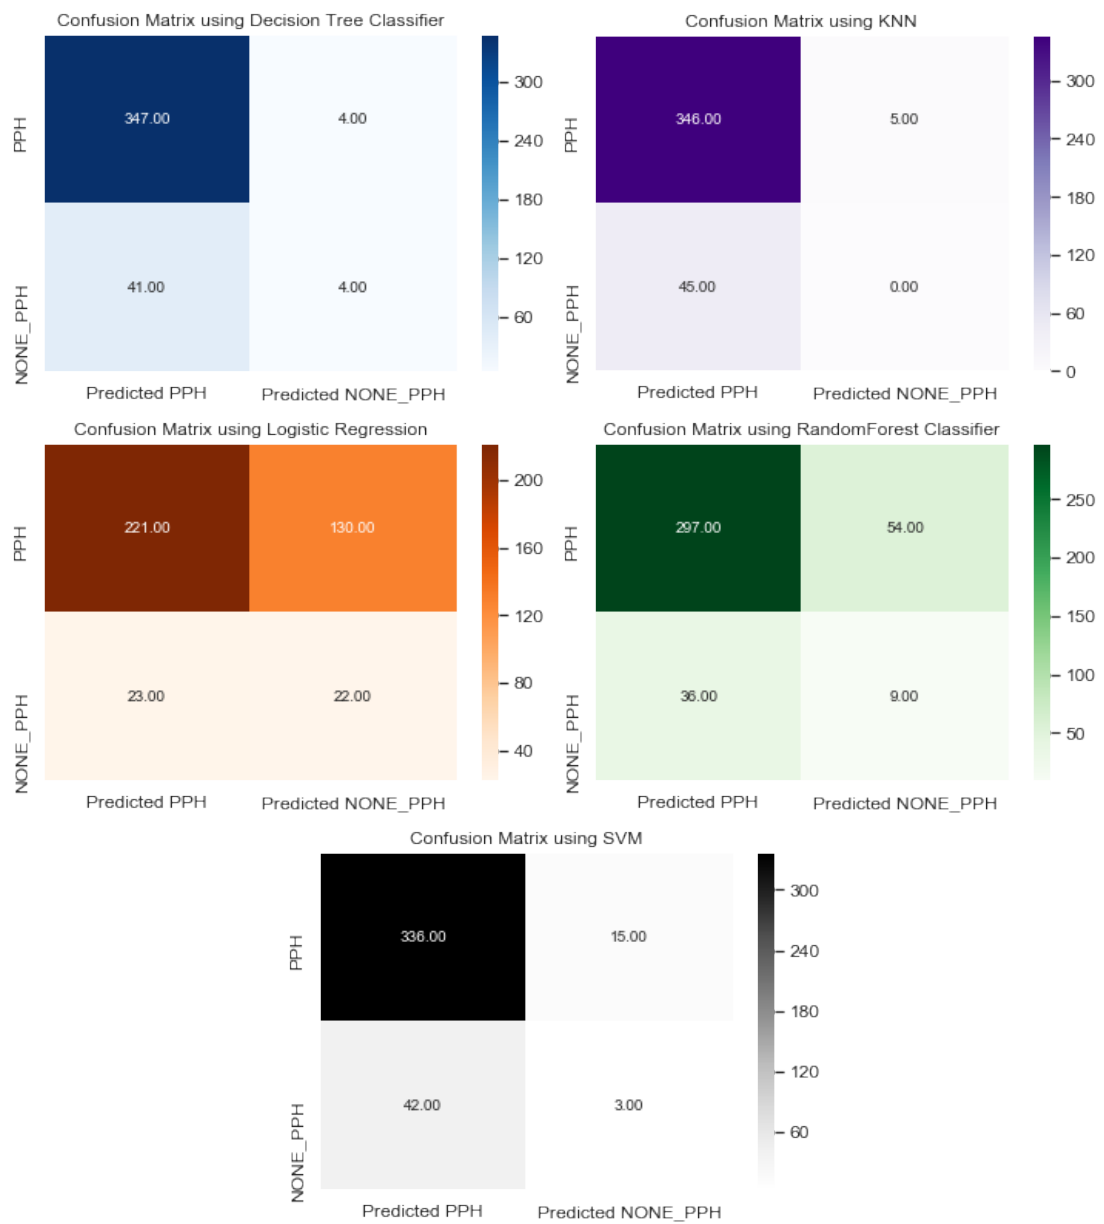 Confusion Matrix using Decision Tree Classifier
PPH
NONE_PPH
347.00
4.00
41.00
4.00
Predicted PPH
Predicted NONE_PPH
300
240
180
120
60
Confusion Matrix using KNN
PPH
NONE_PPH
346.00
5.00
45.00
0.00
Predicted PPH
Predicted NONE_PPH
300
240
180
120
60
0
Confusion Matrix using Logistic Regression
PPH
NONE_PPH
221.00
130.00
23.00
22.00
Predicted PPH
Predicted NONE_PPH
200
160
120
80
40
Confusion Matrix using RandomForest Classifier
PPH
NONE_PPH
297.00
54.00
36.00
9.00
Predicted PPH
Predicted NONE_PPH
250
200
150
100
50
Confusion Matrix using SVM
PPH
NONE_PPH
336.00
15.00
42.00
3.00
Predicted PPH
Predicted NONE_PPH
300
240
180
120
60